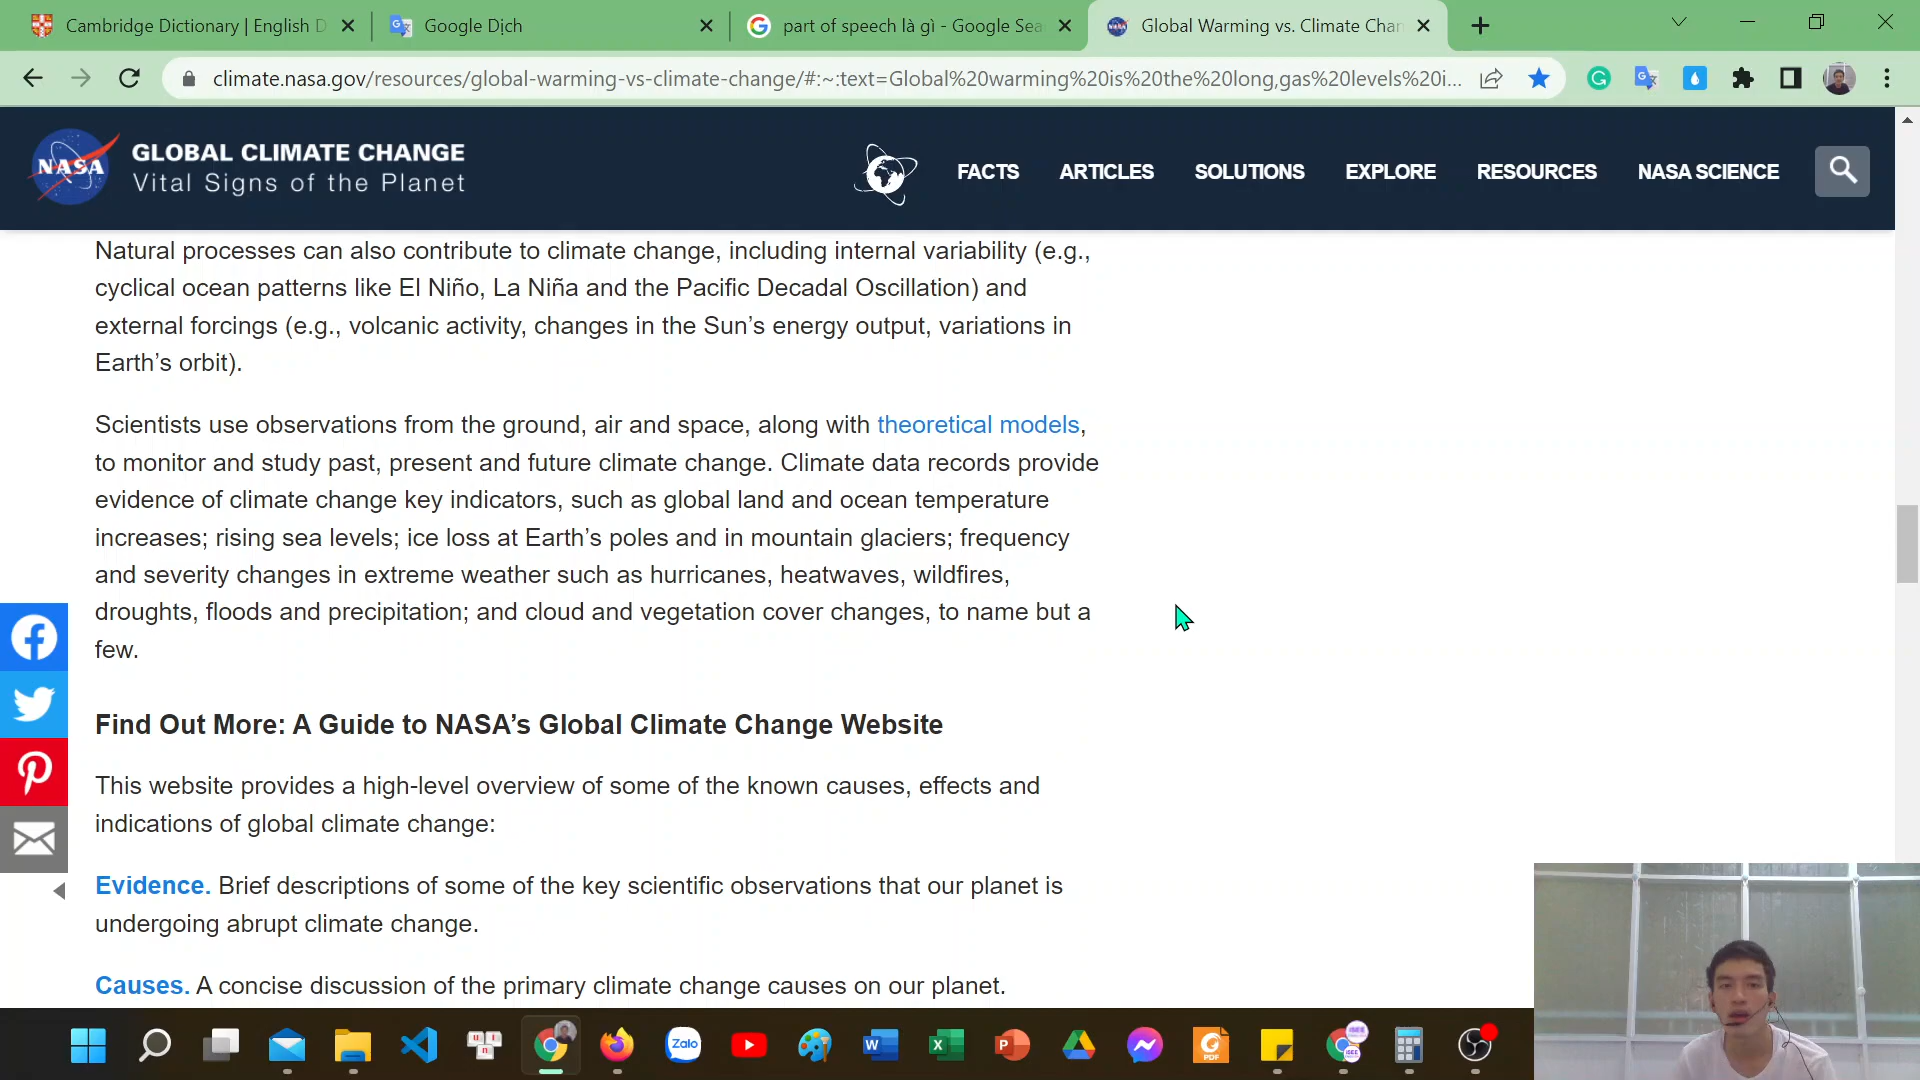 Cambridge Dictionary | English D
Google Dịch
part of speech là gì - Google Sea
Global Warming vs. Climate Chan
climate.nasa.gov/resources/global-warming-vs-climate-change/#:~:text=Global%20warming%20is%20the%20long,gas%20levels%20i...
NASA
GLOBAL CLIMATE CHANGE
Vital Signs of the Planet
FACTS
ARTICLES
SOLUTIONS
EXPLORE
RESOURCES
NASA SCIENCE
Natural processes can also contribute to climate change, including internal variability (e.g.,
cyclical ocean patterns like El Niño, La Niña and the Pacific Decadal Oscillation) and
external forcings (e.g., volcanic activity, changes in the Sun’s energy output, variations in
Earth’s orbit).
Scientists use observations from the ground, air and space, along with theoretical models,
to monitor and study past, present and future climate change. Climate data records provide
evidence of climate change key indicators, such as global land and ocean temperature
increases; rising sea levels; ice loss at Earth’s poles and in mountain glaciers; frequency
and severity changes in extreme weather such as hurricanes, heatwaves, wildfires,
droughts, floods and precipitation; and cloud and vegetation cover changes, to name but a
few.
Find Out More: A Guide to NASA’s Global Climate Change Website
This website provides a high-level overview of some of the known causes, effects and
indications of global climate change:
Evidence. Brief descriptions of some of the key scientific observations that our planet is
undergoing abrupt climate change.
Causes. A concise discussion of the primary climate change causes on our planet.
Zalo
PDF